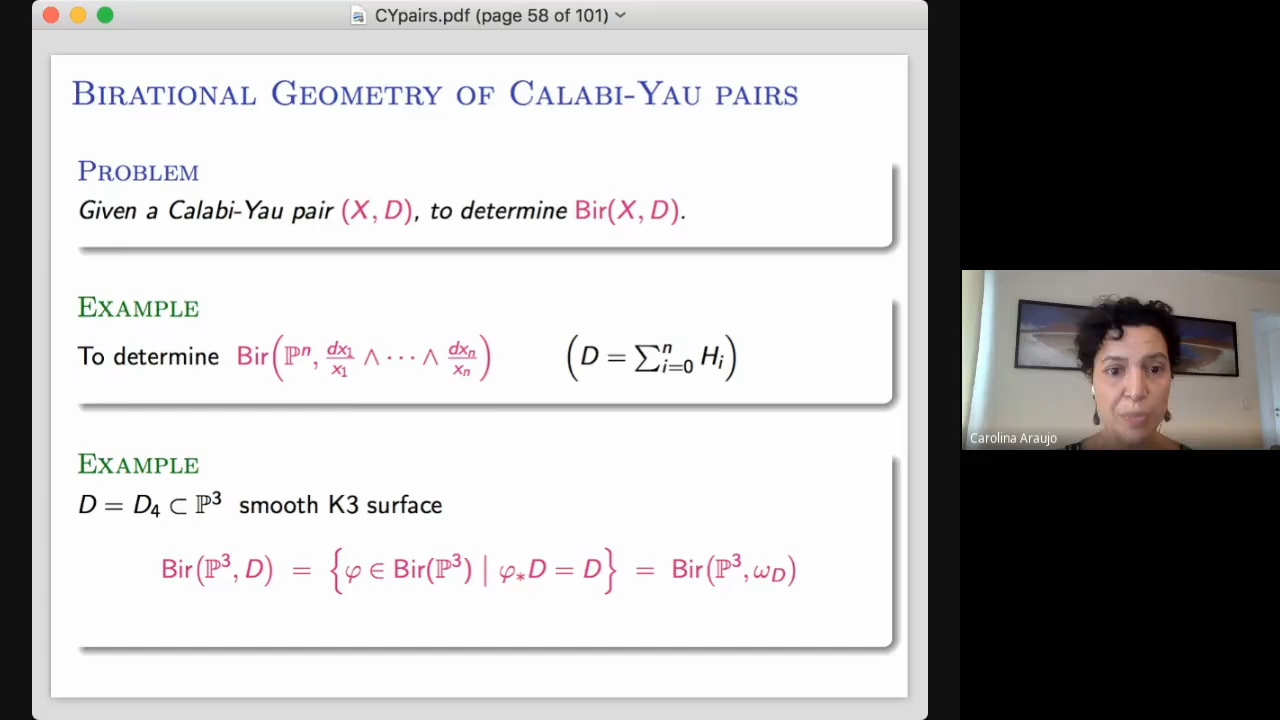 CYpairs.pdf (page 58 of 101)
BIRATIONAL GEOMETRY OF CALABI-YAU PAIRS
PROBLEM
Given a Calabi-Yau pair (X, D), to determine Bir(X, D).
EXAMPLE
To determine Bir(ℙⁿ, dx₁/x₁ ∧ ⋯ ∧ dxₙ/xₙ) (D = ∑ⁿᵢ₌₀ Hᵢ)
EXAMPLE
D = D₄ ⊂ ℙ³ smooth K3 surface
Bir(ℙ³, D) = {φ ∈ Bir(ℙ³) | φ₊D = D} = Bir(ℙ³, ω_D)
Carolina Araujo